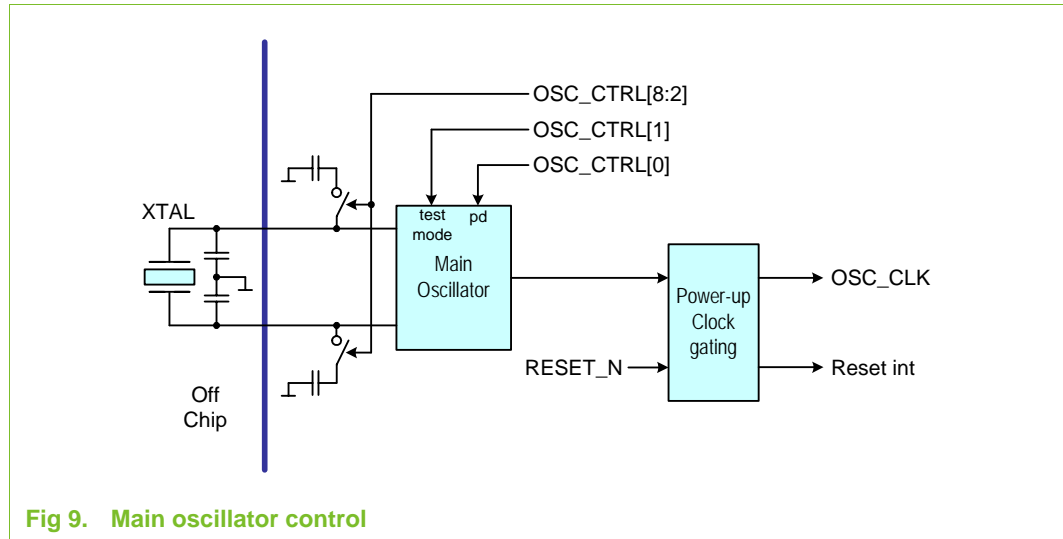 OSC_CTRL[8:2]
OSC_CTRL[1]
OSC_CTRL[0]
XTAL
test
mode
pd
Main
Oscillator
OSC_CLK
Power-up
Clock
gating
RESET_N
Reset int
Off
Chip
Fig 9. Main oscillator control